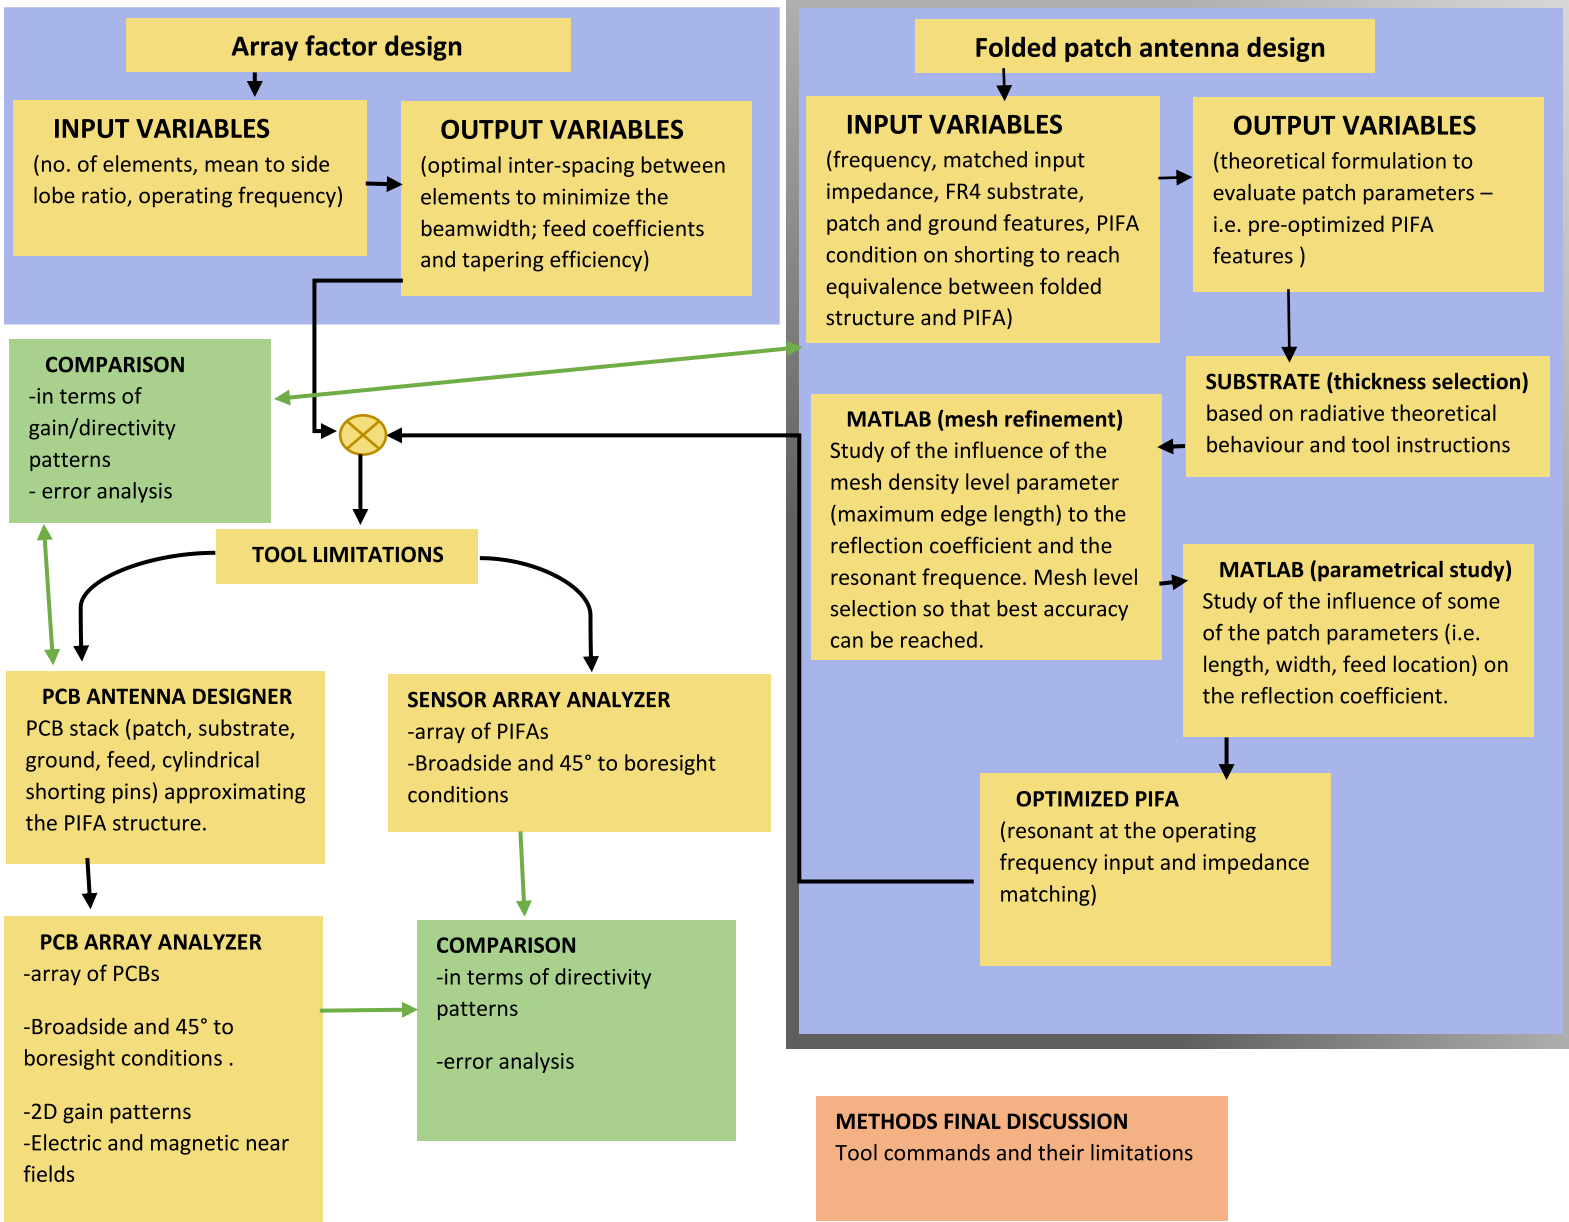 Array factor design
INPUT VARIABLES
(no. of elements, mean to side
lobe ratio, operating frequency)
OUTPUT VARIABLES
(optimal inter-spacing between
elements to minimize the
beamwidth; feed coefficients
and tapering efficiency)
Folded patch antenna design
INPUT VARIABLES
(frequency, matched input
impedance, FR4 substrate,
patch and ground features, PIFA
condition on shorting to reach
equivalence between folded
structure and PIFA)
OUTPUT VARIABLES
(theoretical formulation to
evaluate patch parameters –
i.e. pre-optimized PIFA
features )
SUBSTRATE (thickness selection)
based on radiative theoretical
behaviour and tool instructions
MATLAB (mesh refinement)
Study of the influence of the
mesh density level parameter
(maximum edge length) to the
reflection coefficient and the
resonant frequence. Mesh level
selection so that best accuracy
can be reached.
MATLAB (parametrical study)
Study of the influence of some
of the patch parameters (i.e.
length, width, feed location) on
the reflection coefficient.
OPTIMIZED PIFA
(resonant at the operating
frequency input and impedance
matching)
COMPARISON
-in terms of
gain/directivity
patterns
- error analysis
TOOL LIMITATIONS
PCB ANTENNA DESIGNER
PCB stack (patch, substrate,
ground, feed, cylindrical
shorting pins) approximating
the PIFA structure.
SENSOR ARRAY ANALYZER
-array of PIFAs
-Broadside and 45° to boresight
conditions
PCB ARRAY ANALYZER
-array of PCBs
-Broadside and 45° to
boresight conditions .
-2D gain patterns
-Electric and magnetic near
fields
COMPARISON
-in terms of directivity
patterns
-error analysis
METHODS FINAL DISCUSSION
Tool commands and their limitations